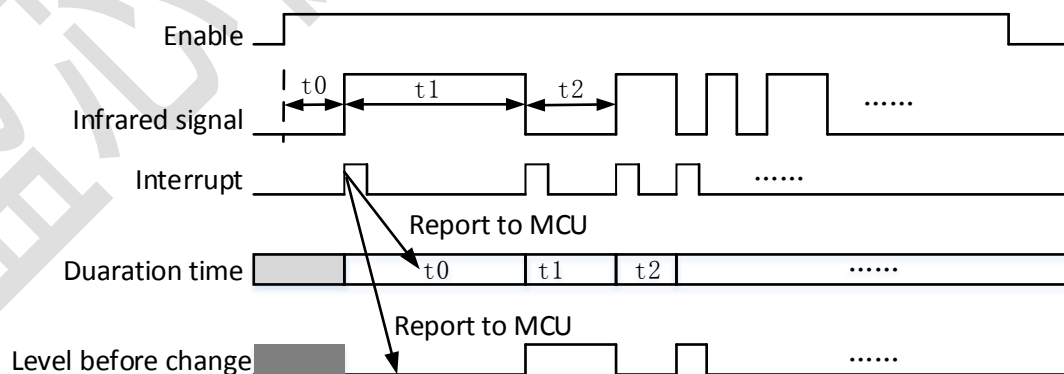 Enable
t0
t1
t2
Infrared signal
······
Interrupt
······
Report to MCU
Duaration time
t0
t1
t2
······
Report to MCU
Level before change
······